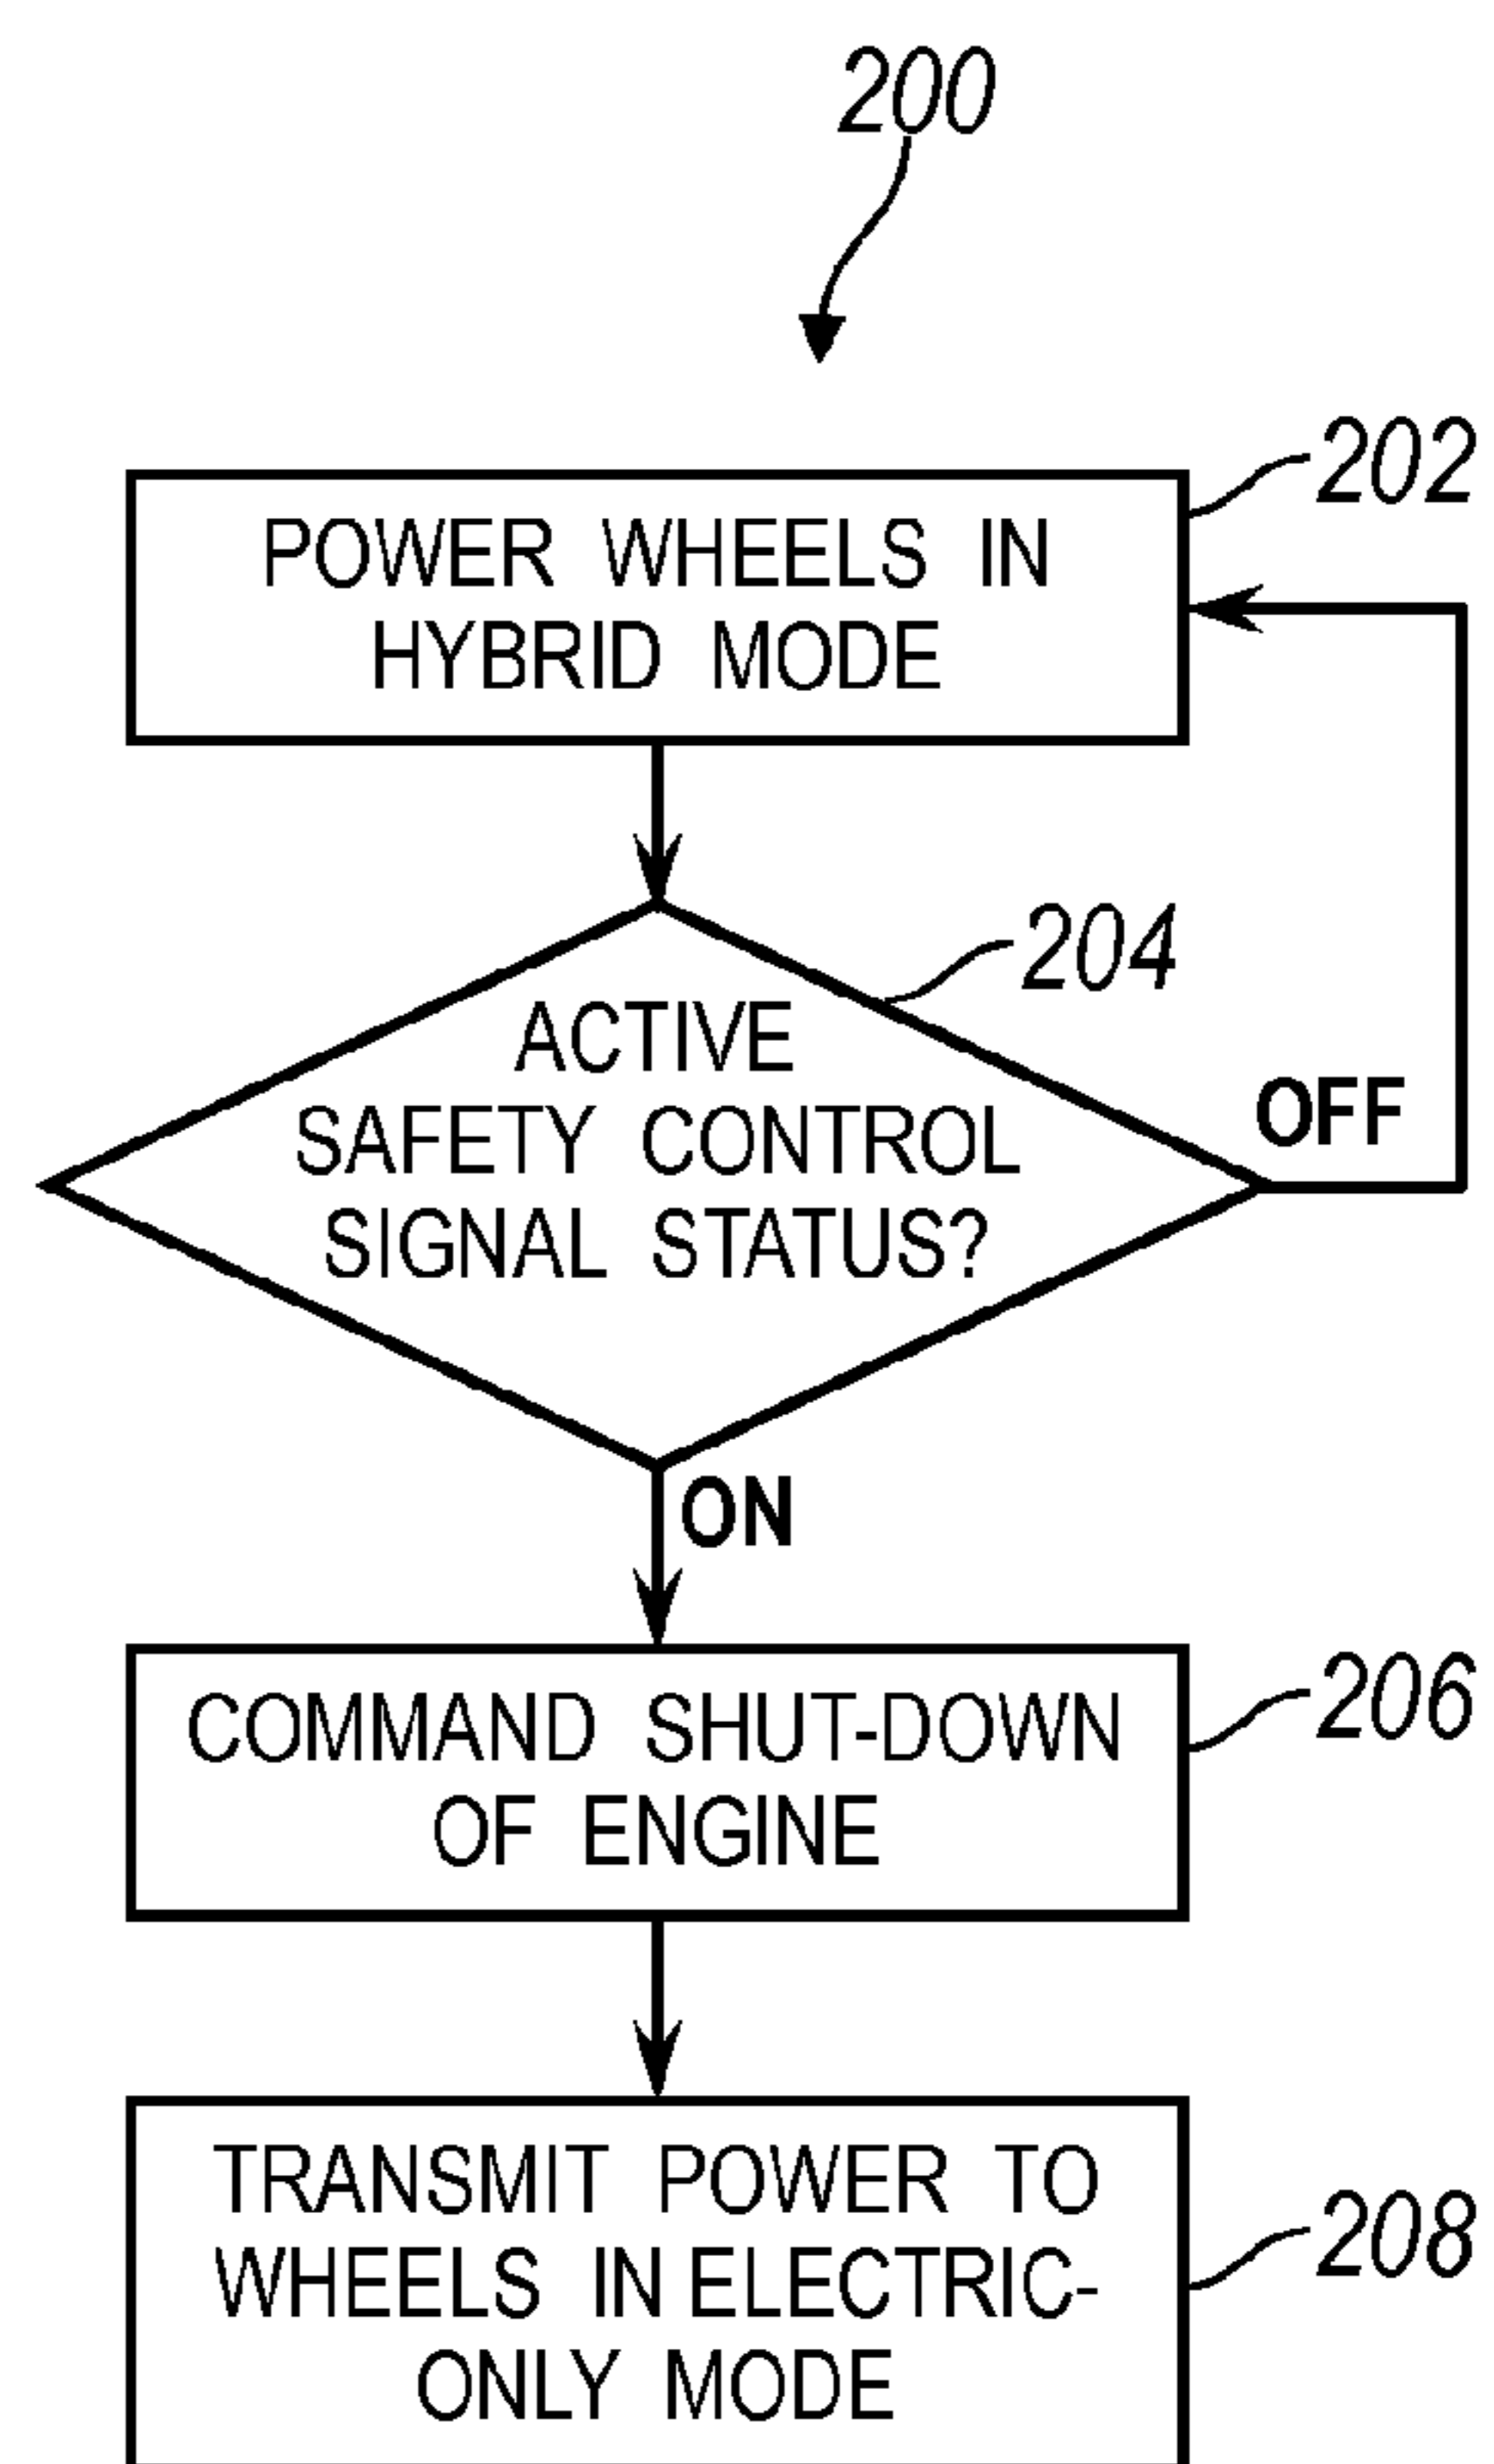 200
202
POWER WHEELS IN
HYBRID MODE
204
ACTIVE
SAFETY CONTROL
SIGNAL STATUS?
OFF
ON
206
COMMAND SHUT-DOWN
OF ENGINE
208
TRANSMIT POWER TO
WHEELS IN ELECTRIC-
ONLY MODE